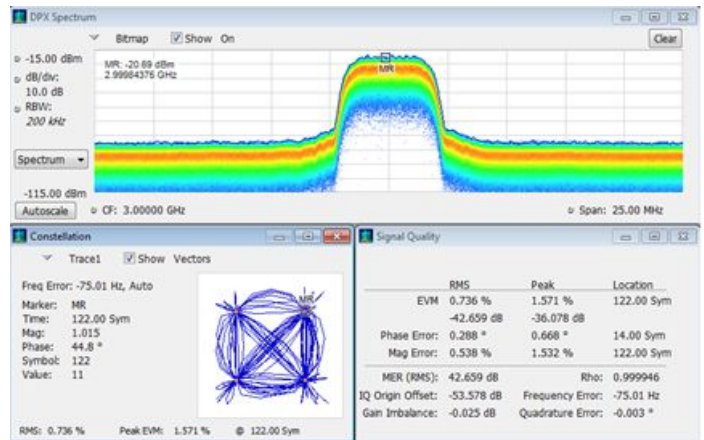 DPX Spectrum
Bitmap Show On Clear
-15.00 dBm
MR: -20.89 dBm
2.99984375 GHz
MR
dB/div:
10.0 dB
RBW:
200 kHz
Spectrum
-115.00 dBm
Autoscale CF: 3.00000 GHz Span: 25.00 MHz
Constellation
Trace1 Show Vectors
Freq Error: -75.01 Hz, Auto
Marker: MR
Time: 122.00 Sym
Mag: 1.015
Phase: 44.8 °
Symbol: 122
Value: 11
MR
RMS: 0.736 % Peak EVM: 1.571 % @ 122.00 Sym
Signal Quality
RMS Peak Location
EVM 0.736 % 1.571 % 122.00 Sym
-42.659 dB -36.078 dB
Phase Error: 0.288 ° 0.668 ° 14.00 Sym
Mag Error: 0.538 % 1.532 % 122.00 Sym
MER (RMS): 42.659 dB Rho: 0.999946
IQ Origin Offset: -53.578 dB Frequency Error: -75.01 Hz
Gain Imbalance: -0.025 dB Quadrature Error: -0.003 °